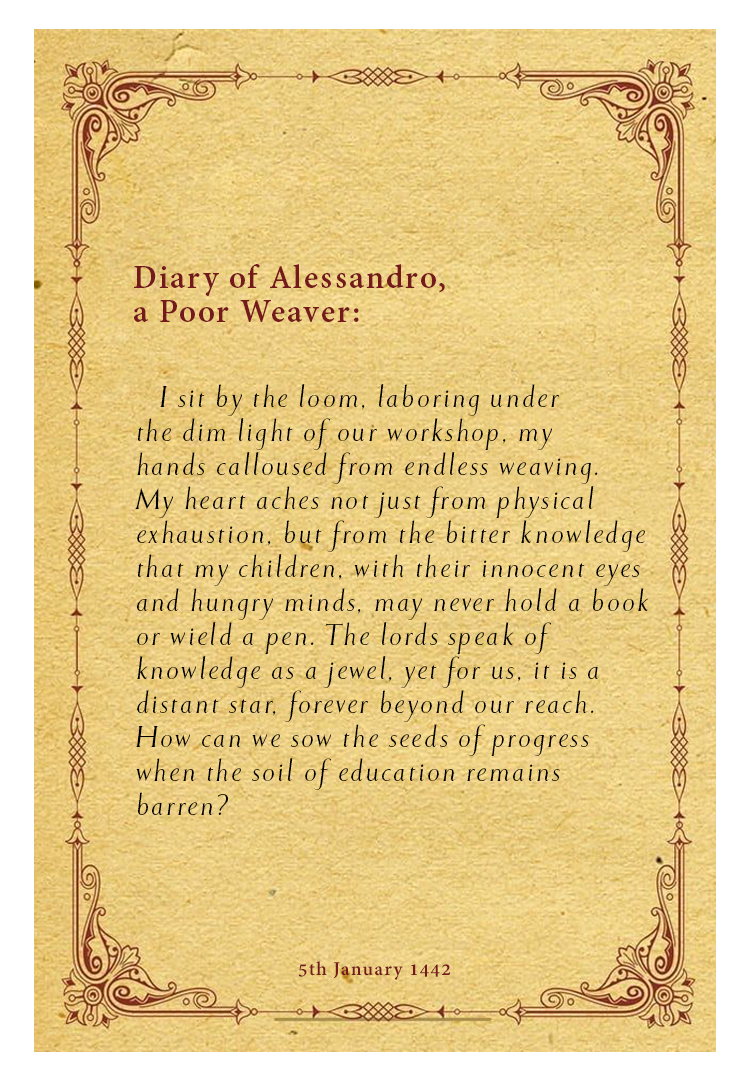 Diary of Alessandro,
a Poor Weaver:
I sit by the loom, laboring under
the dim light of our workshop, my
hands calloused from endless weaving.
My heart aches not just from physical
exhaustion, but from the bitter knowledge
that my children, with their innocent eyes
and hungry minds, may never hold a book
or wield a pen. The lords speak of
knowledge as a jewel, yet for us, it is a
distant star, forever beyond our reach.
How can we sow the seeds of progress
when the soil of education remains
barren?
5th January 1442